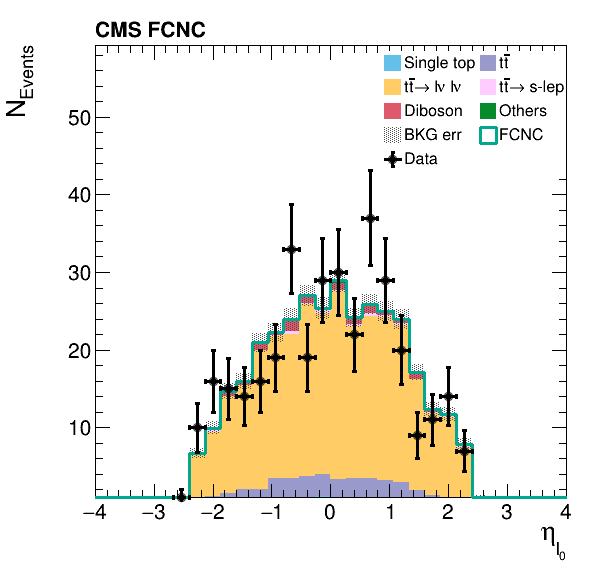 CMS FCNC
N_Events
Single top tt̅
tt̅→ lν lν tt̅→ s-lep
Diboson Others
BKG err FCNC
Data
50
40
30
20
10
−4 −3 −2 −1 0 1 2 3 4
η_l_0